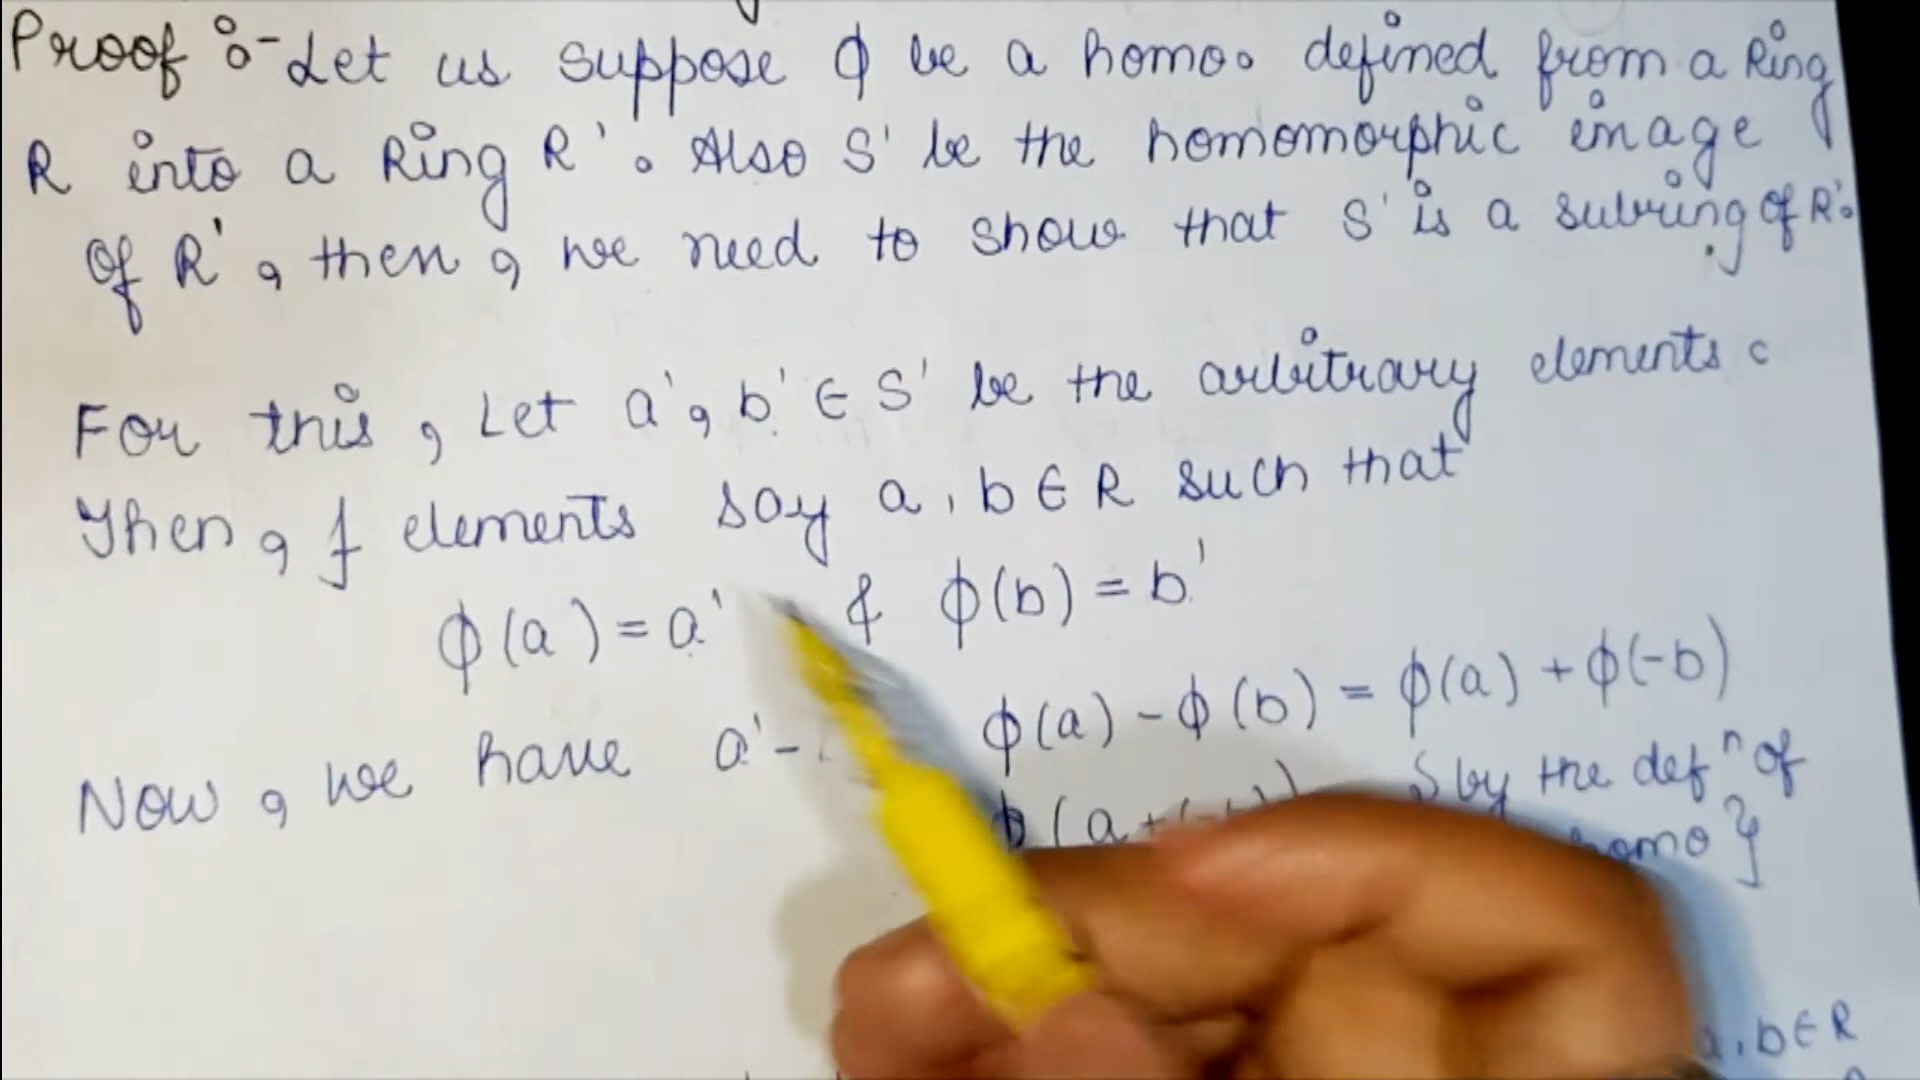 Proof :- Let us suppose ϕ be a homo. defined from a Ring
R into a Ring R'. Also S' be the homomorphic image
of R', then, we need to show that S' is a subring of R'.
For this, Let a', b' ∈ S' be the arbitrary elements
Then, ∃ elements say a, b ∈ R such that
ϕ(a) = a' & ϕ(b) = b'
Now, we have a' - ϕ(a) - ϕ(b) = ϕ(a) + ϕ(-b)
ϕ(a + (-b)) {by the defⁿ of
homo}
a, b ∈ R